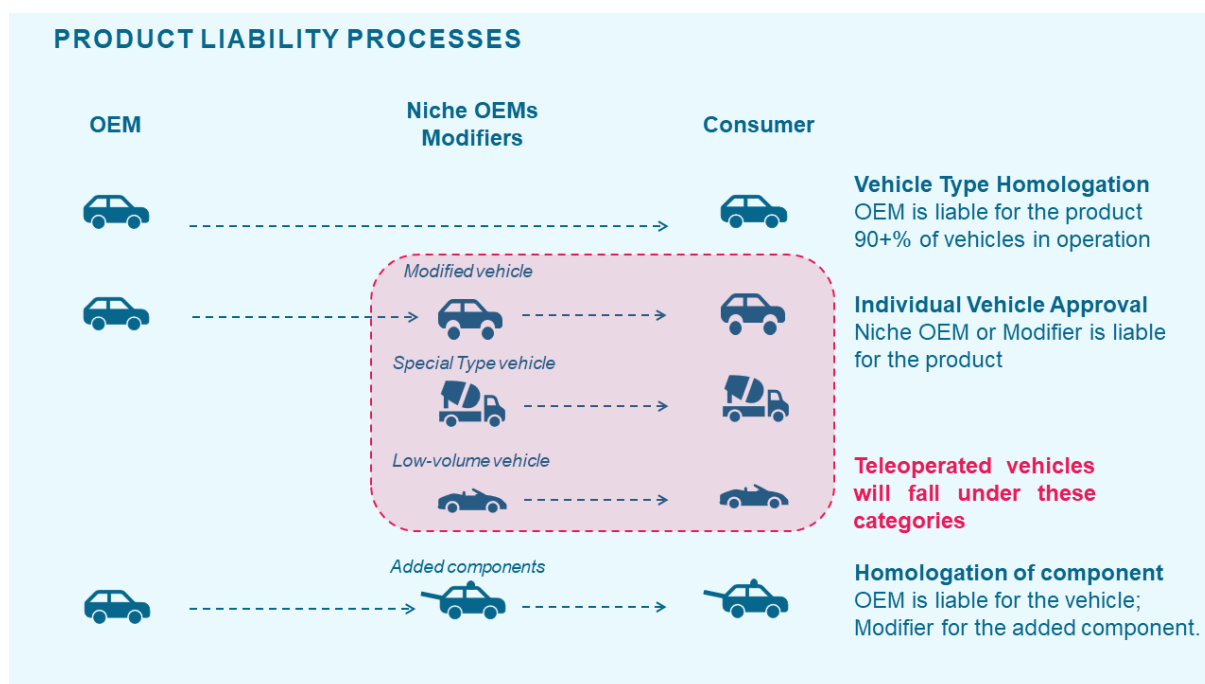 PRODUCT LIABILITY PROCESSES
OEM
Niche OEMs
Modifiers
Consumer
Vehicle Type Homologation
OEM is liable for the product
90+% of vehicles in operation
Modified vehicle
Individual Vehicle Approval
Niche OEM or Modifier is liable
for the product
Special Type vehicle
Low-volume vehicle
Teleoperated vehicles
will fall under these
categories
Added components
Homologation of component
OEM is liable for the vehicle;
Modifier for the added component.